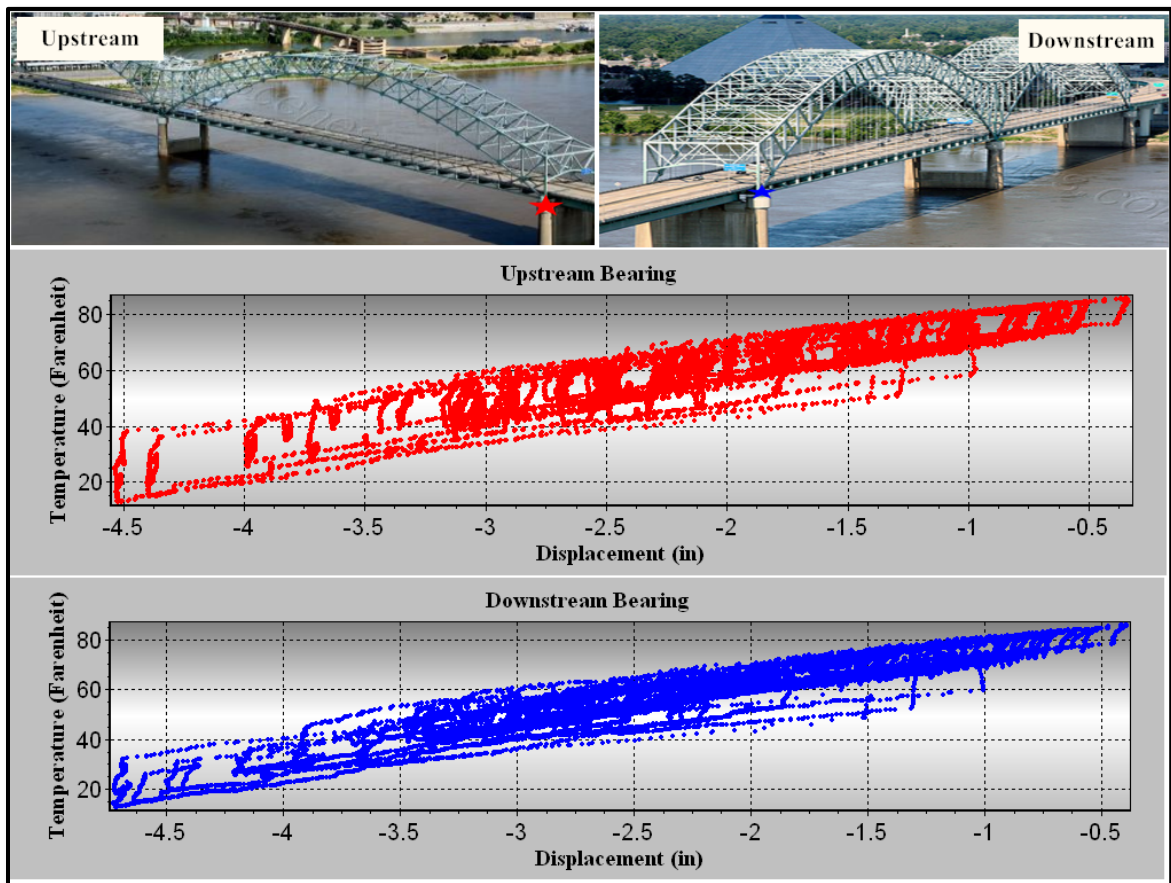 Upstream
Downstream
Upstream Bearing
Temperature (Farenheit)
80
60
40
20
-4.5 -4 -3.5 -3 -2.5 -2 -1.5 -1 -0.5
Displacement (in)
Downstream Bearing
Temperature (Farenheit)
80
60
40
20
-4.5 -4 -3.5 -3 -2.5 -2 -1.5 -1 -0.5
Displacement (in)